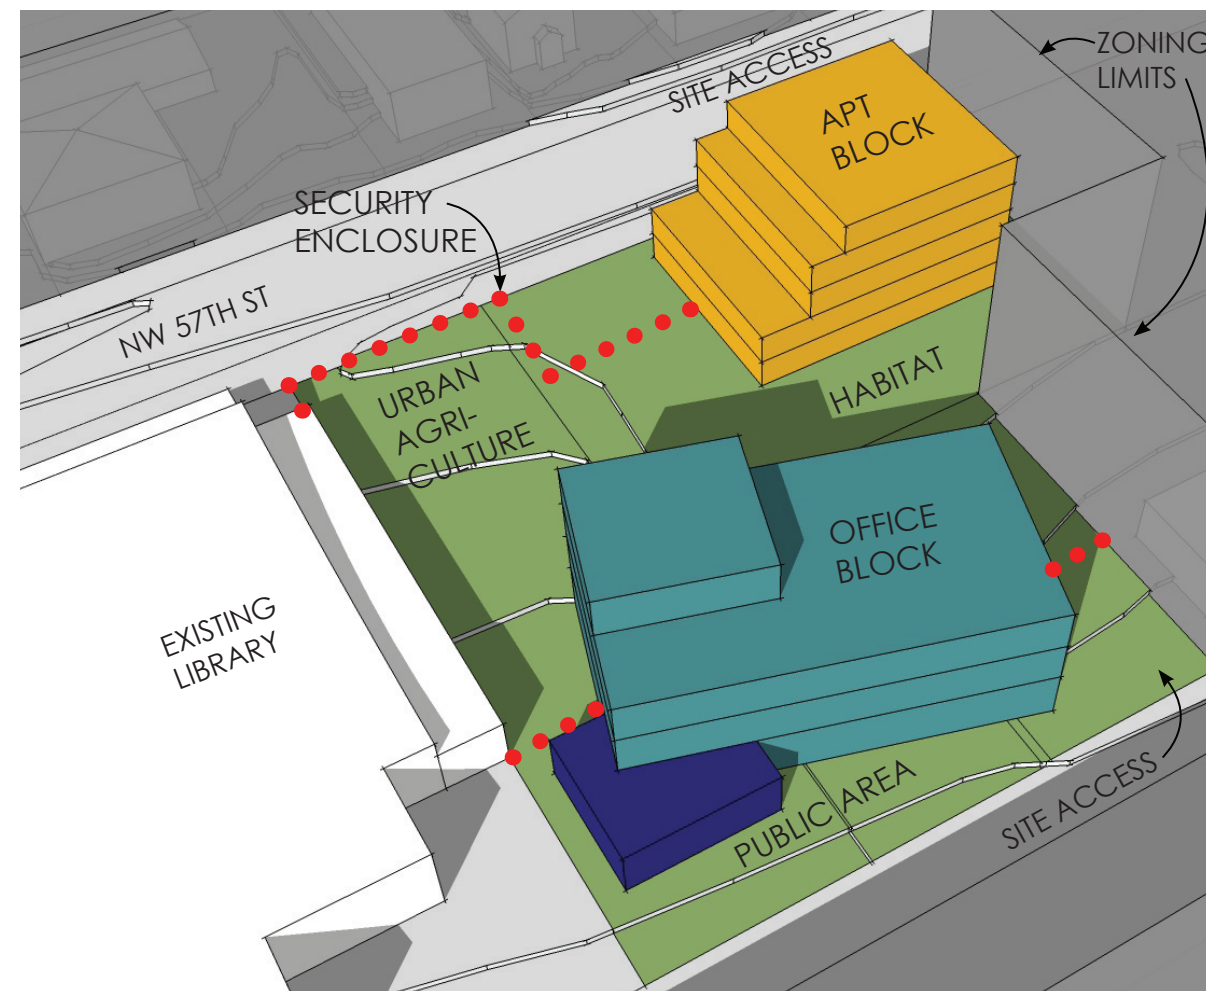 ZONING
LIMITS
SITE ACCESS
APT
BLOCK
SECURITY
ENCLOSURE
NW 57TH ST
HABITAT
URBAN
AGRI-
CULTURE
OFFICE
BLOCK
EXISTING
LIBRARY
PUBLIC AREA
SITE ACCESS